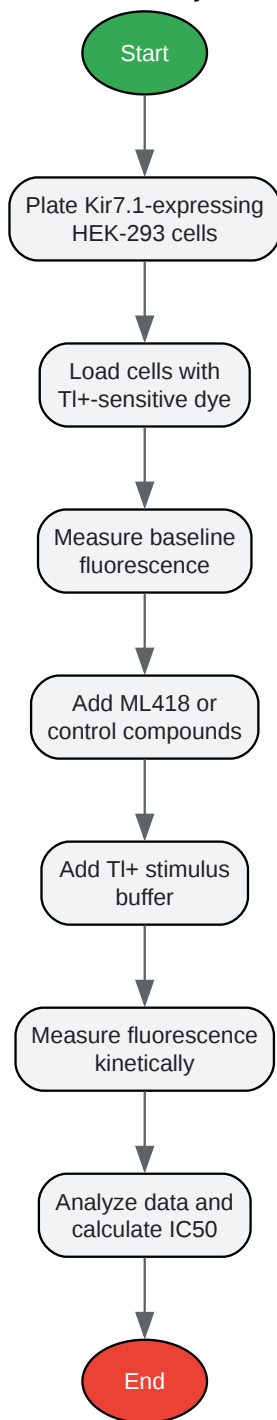 Start
Plate Kir7.1-expressing
HEK-293 cells
Load cells with
Tl+-sensitive dye
Measure baseline
fluorescence
Add ML418 or
control compounds
Add Tl+ stimulus
buffer
Measure fluorescence
kinetically
Analyze data and
calculate IC50
End